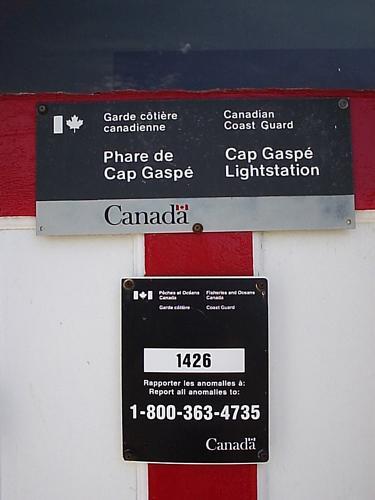 Garde côtière Canadian
canadienne Coast Guard
Phare de Cap Gaspé
Cap Gaspé Lightstation
Canada
Pêches et Océans Fisheries and Oceans
Canada Canada
Garde côtière Coast Guard
1426
Rapporter les anomalies à:
Report all anomalies to:
1-800-363-4735
Canada